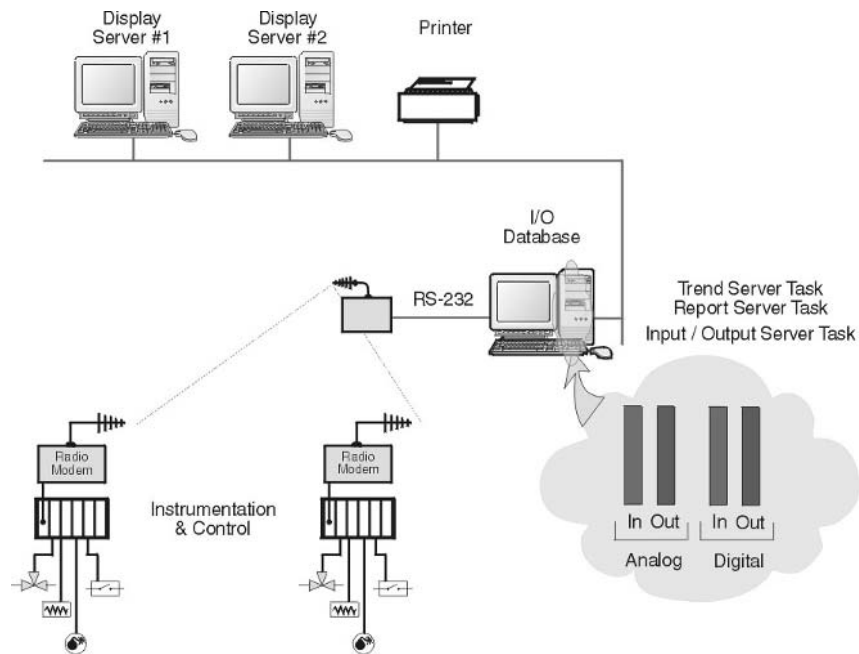 Display
Server #1
Display
Server #2
Printer
I/O
Database
RS-232
Trend Server Task
Report Server Task
Input / Output Server Task
Radio
Modem
Radio
Modem
Instrumentation
& Control
In Out In Out
Analog Digital